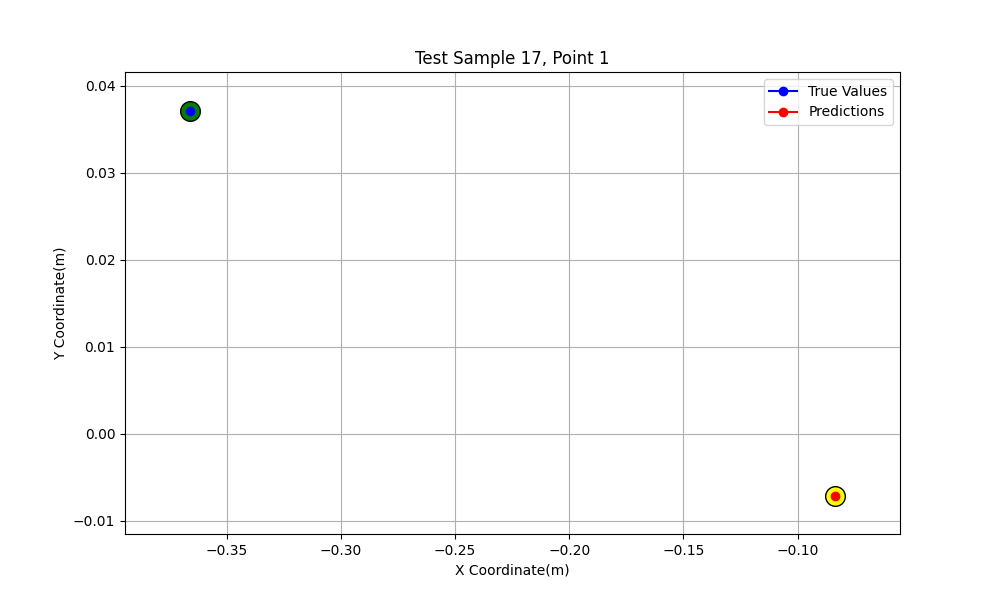 Test Sample 17, Point 1
True Values
Predictions
0.04
0.03
0.02
0.01
0.00
−0.01
Y Coordinate(m)
−0.35
−0.30
−0.25
−0.20
−0.15
−0.10
X Coordinate(m)